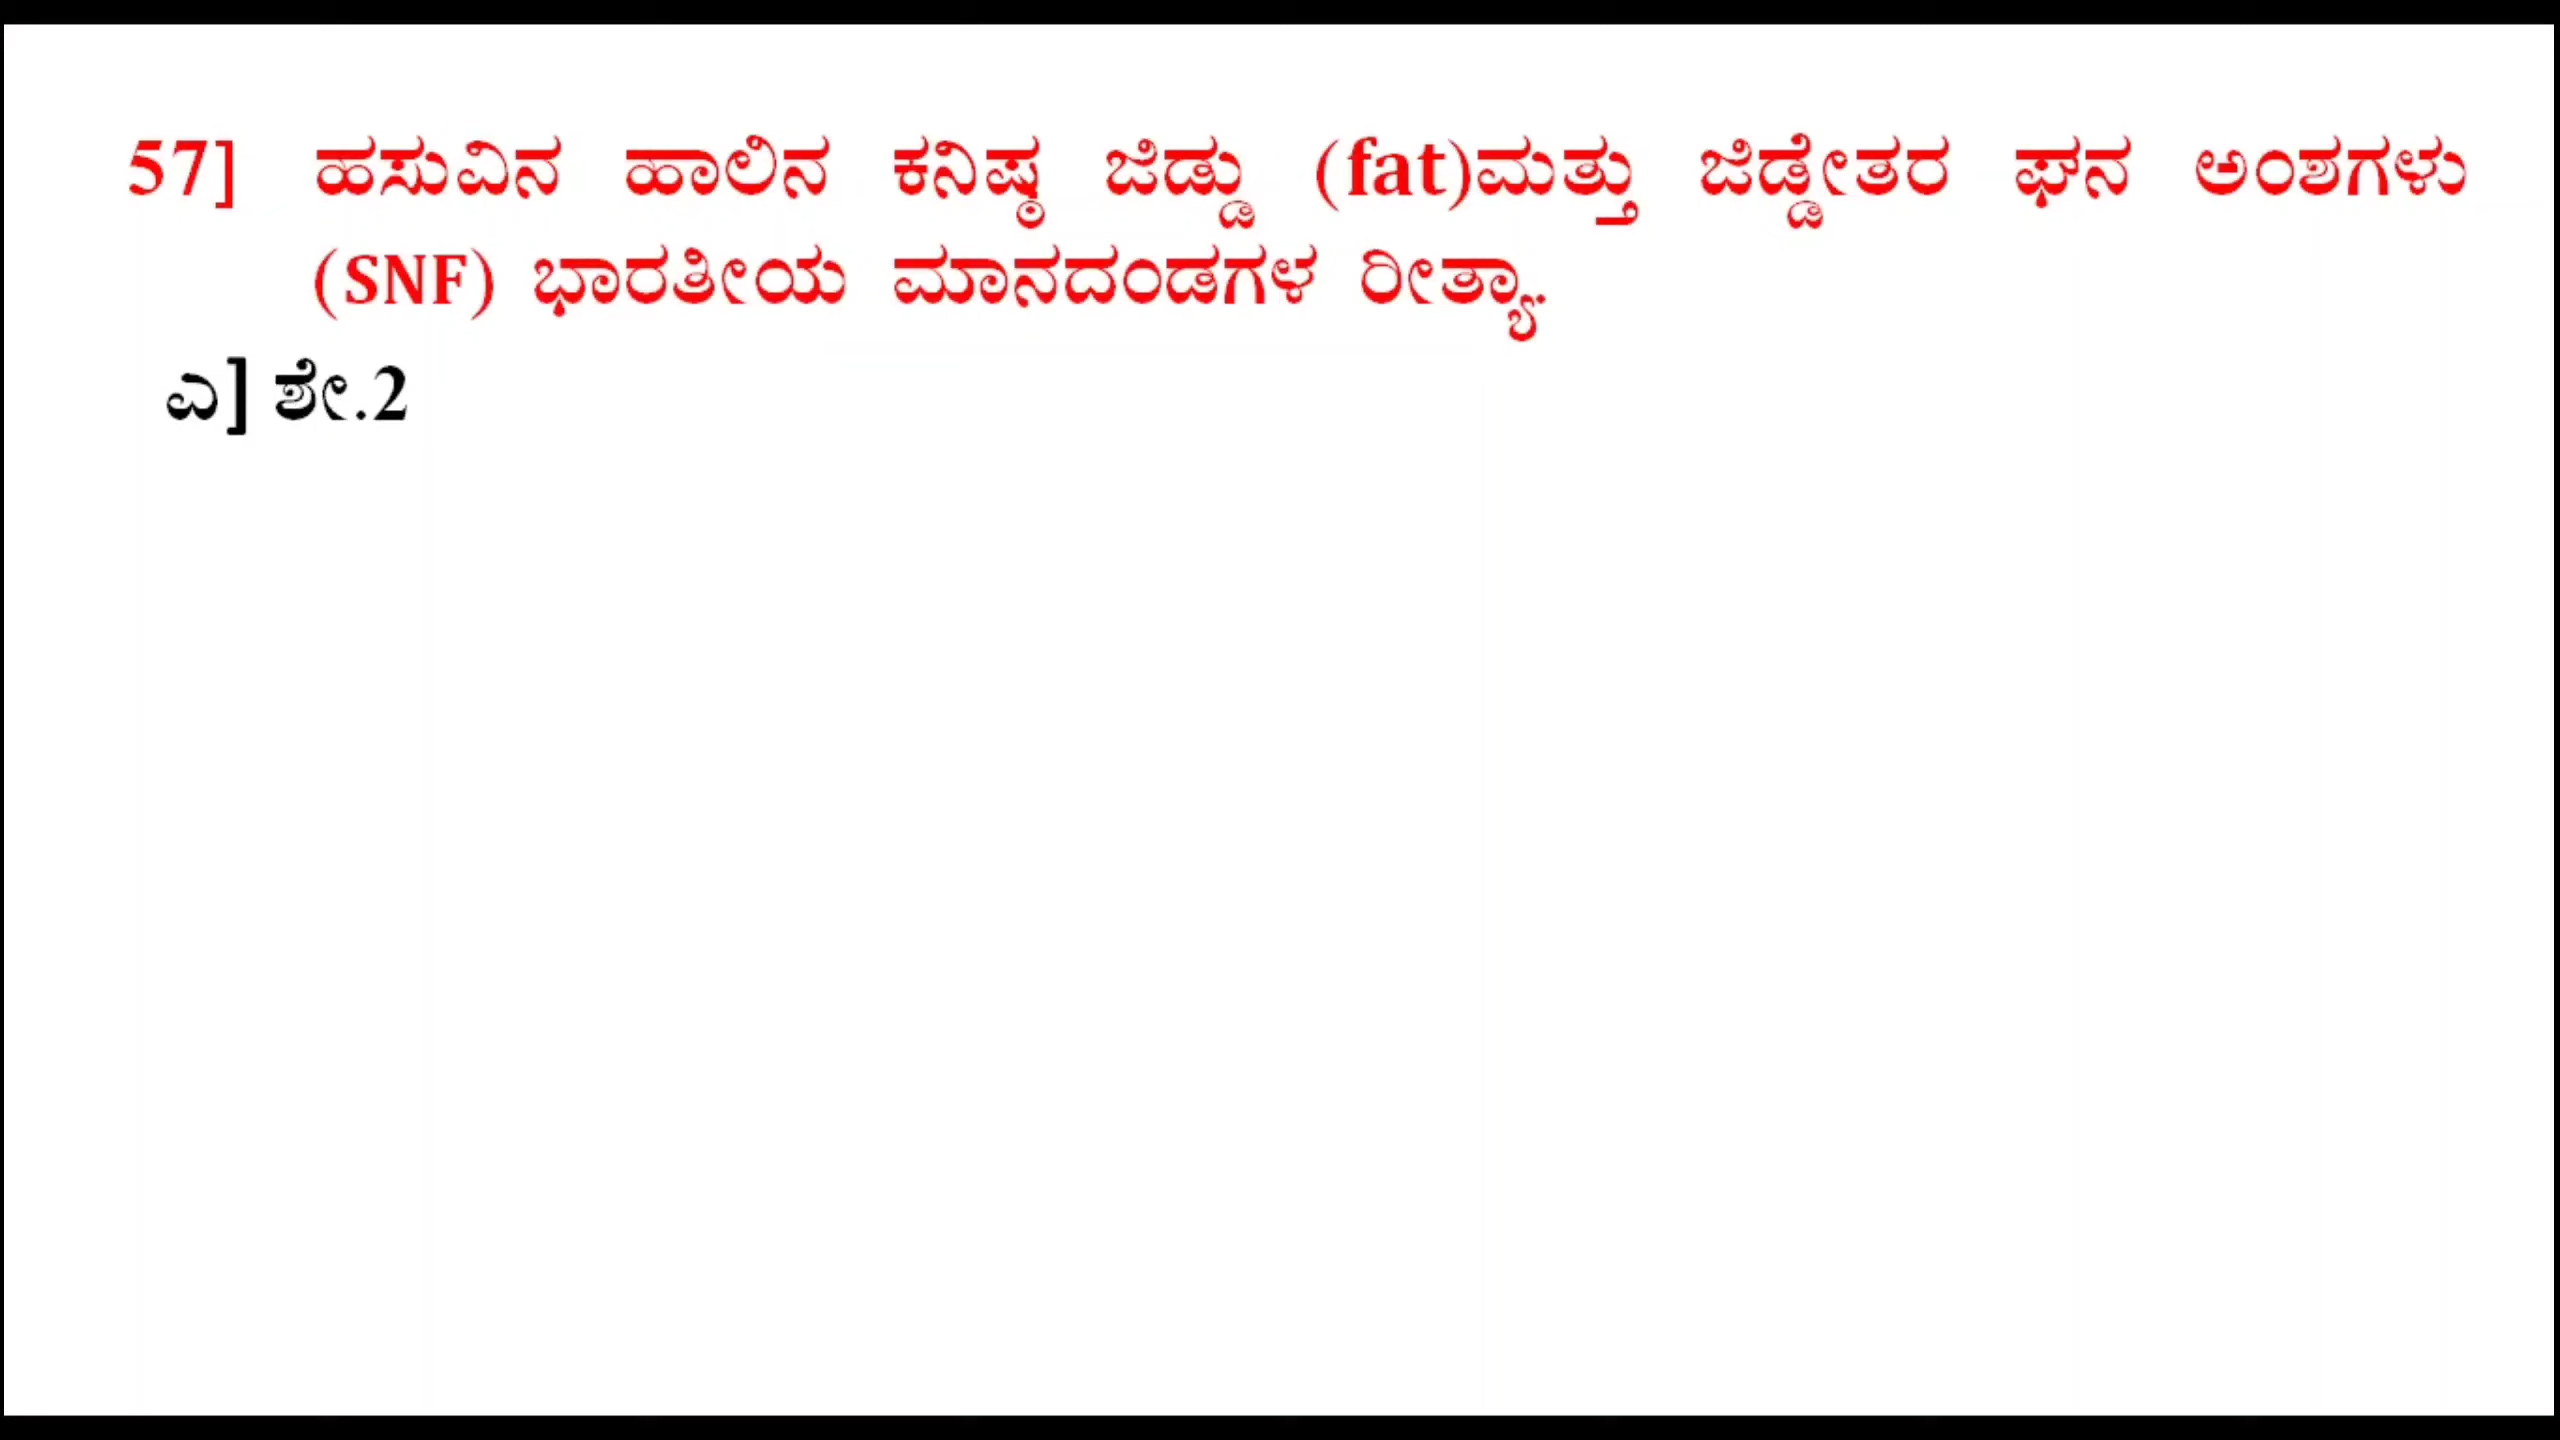 57] ಹಸುವಿನ ಹಾಲಿನ ಕನಿಷ್ಠ ಜಿಡ್ಡು (fat)ಮತ್ತು ಜಿಡ್ಡೇತರ ಘನ ಅಂಶಗಳು
(SNF) ಭಾರತೀಯ ಮಾನದಂಡಗಳ ರೀತ್ಯಾ.
ಎ] ಶೇ.2